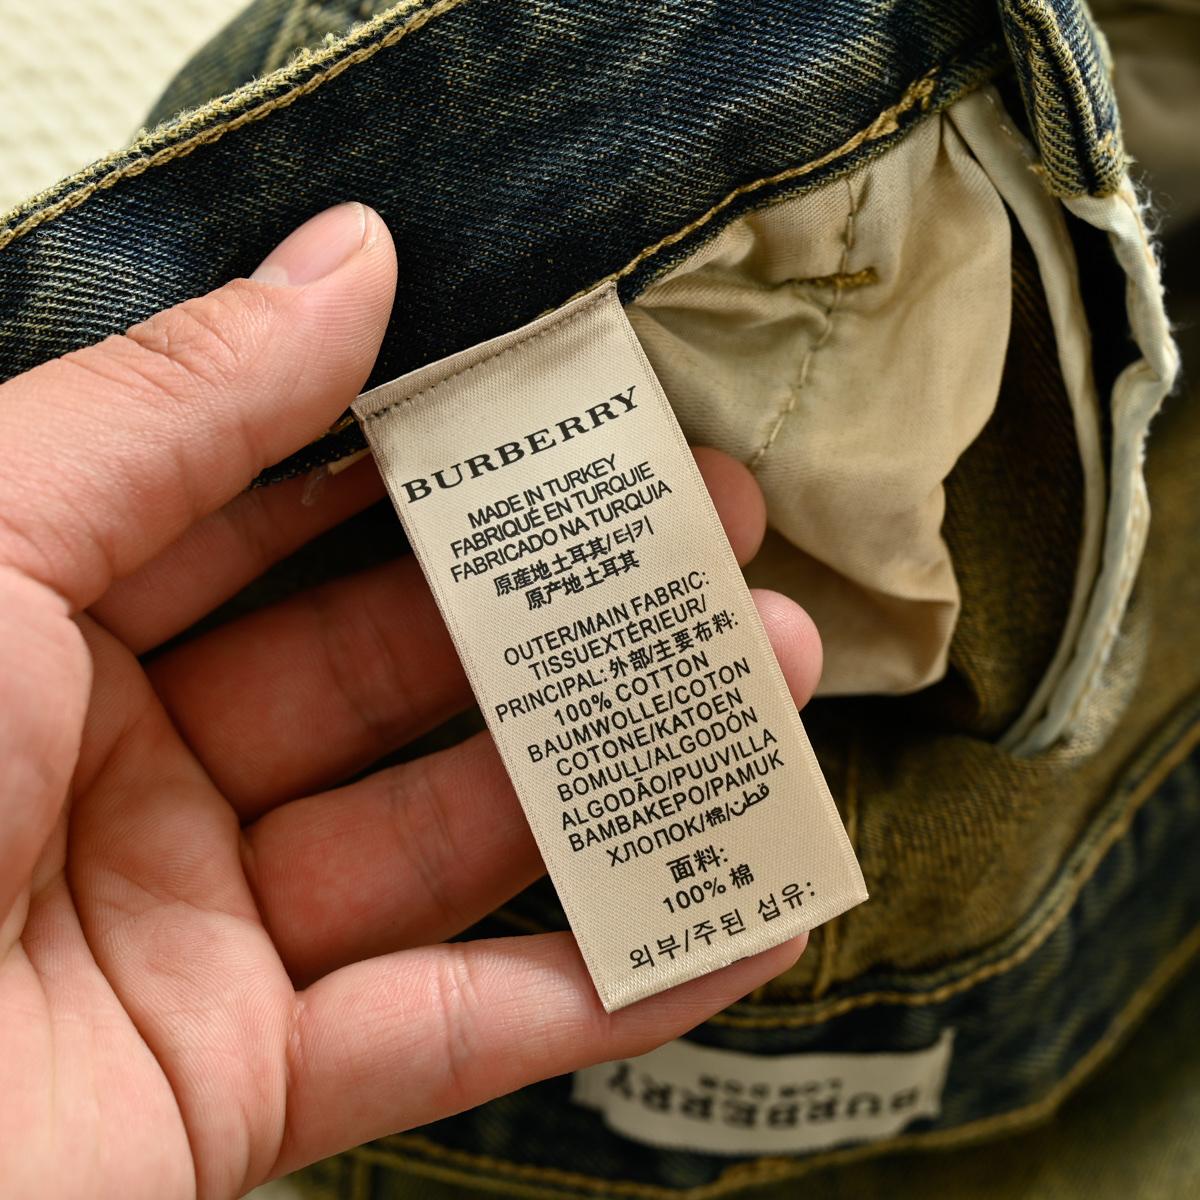 BURBERRY
MADE IN TURKEY
FABRIQUÉ EN TURQUIE
FABRICADO NA TURQUIA
原産地土耳其/터키
原产地土耳其
OUTER/MAIN FABRIC:
TISSUEXTÉRIEUR/
PRINCIPAL: 外部/主要布料:
100% COTTON
BAUMWOLLE/COTON
COTONE/KATOEN
BOMULL/ALGODÓN
ALGODÃO/PUUVILLA
BAMBAKEPO/PAMUK
ХЛОПОК/棉/قطن
面料:
100% 棉
외부/주된 섬유:
BURBERRY
LONDON